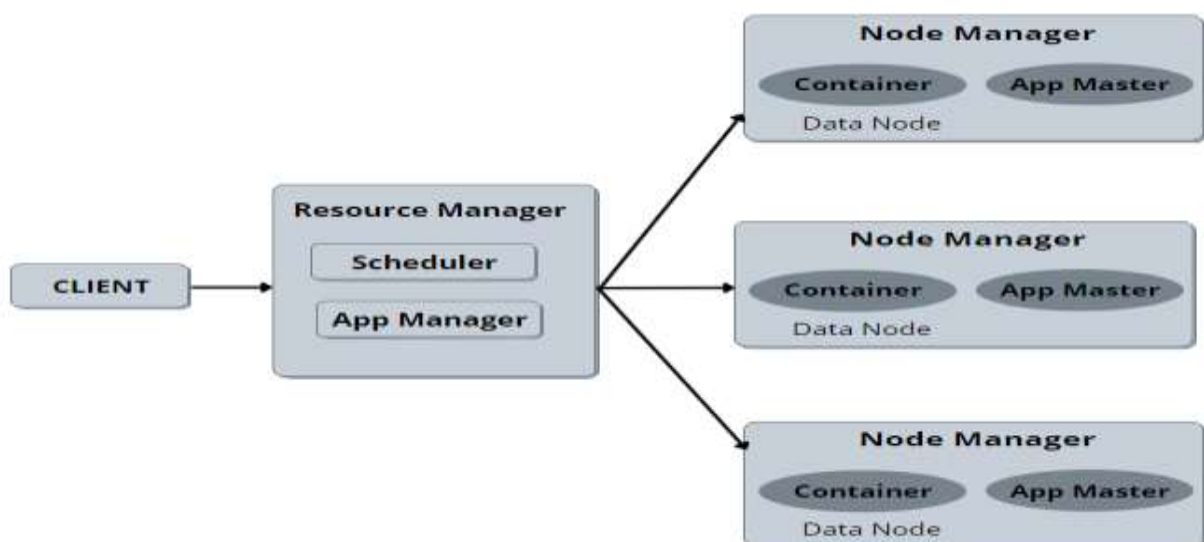 CLIENT
Resource Manager
Scheduler
App Manager
Node Manager
Container
App Master
Data Node
Node Manager
Container
App Master
Data Node
Node Manager
Container
App Master
Data Node